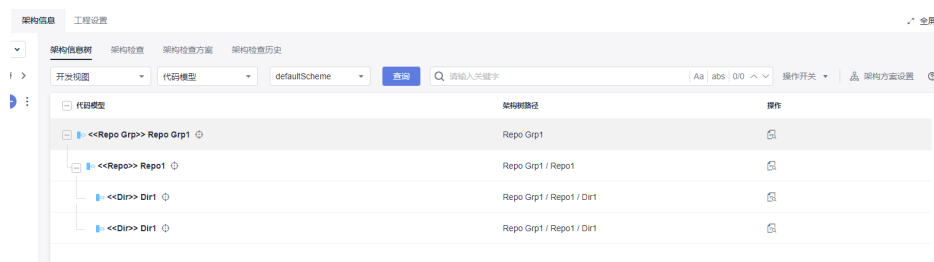 架构信息 工程设置 全屏
架构信息树 架构检查 架构检查方案 架构检查历史
开发视图 代码模型 defaultScheme 查询 请输入关键字 Aa abs 0/0 操作开关 架构方案设置
代码模型 架构树路径 操作
<<Repo Grp>> Repo Grp1 Repo Grp1
<<Repo>> Repo1 Repo Grp1 / Repo1
<<Dir>> Dir1 Repo Grp1 / Repo1 / Dir1
<<Dir>> Dir1 Repo Grp1 / Repo1 / Dir1